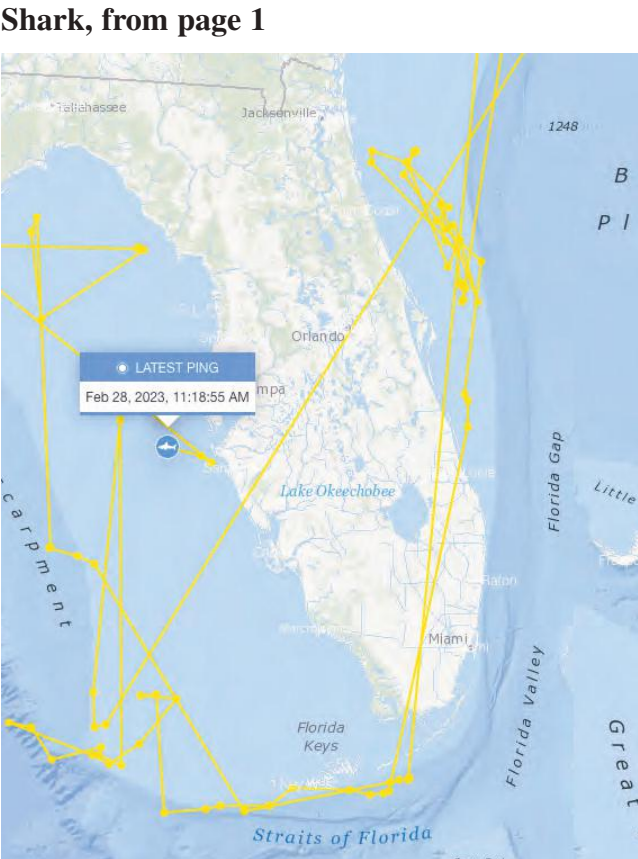 Shark, from page 1
Tallahassee
Jacksonville
1248
B
P l
Orlando
LATEST PING
Feb 28, 2023, 11:18:55 AM
mpa
Lake Okeechobee
Florida Gap
Little
carpment
Raton
Miami
Florida Valley
Great
Florida
Keys
Straits of Florida